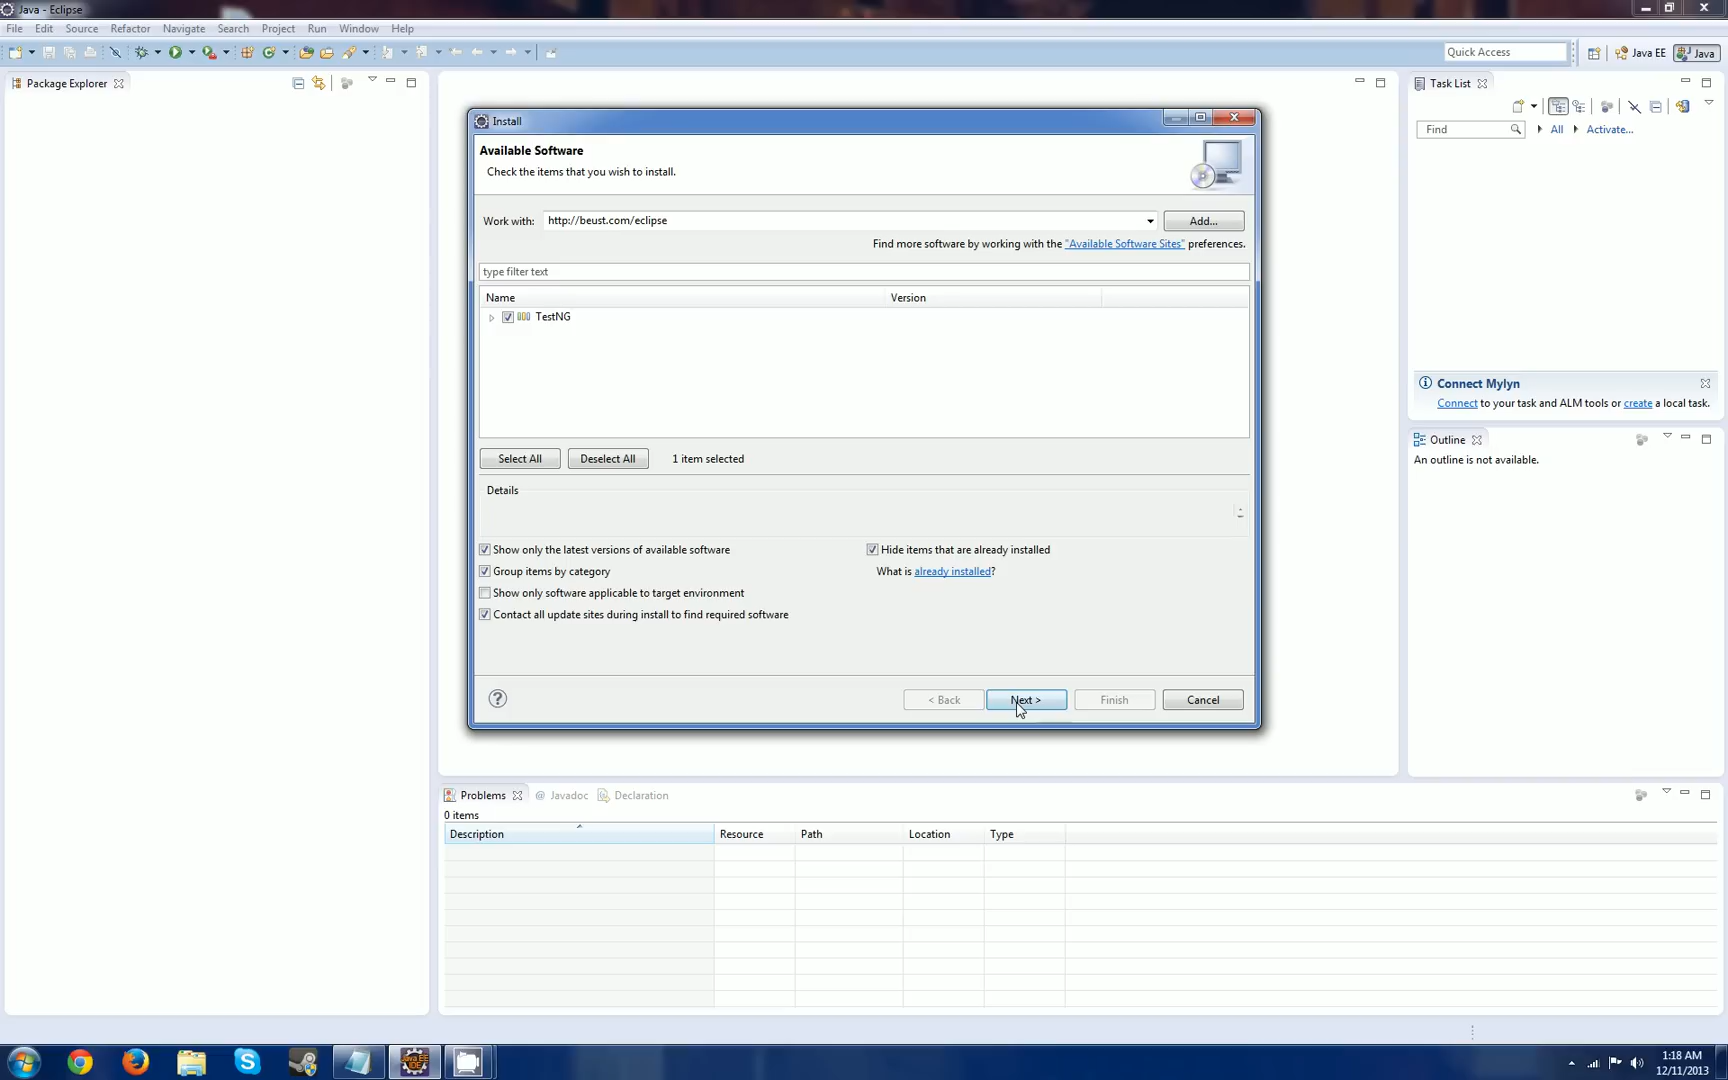 Java - Eclipse
File Edit Source Refactor Navigate Search Project Run Window Help
Quick Access
Java EE
Java
Package Explorer
Task List
Find
All
Activate...
Install
Available Software
Check the items that you wish to install.
Work with: http://beust.com/eclipse
Add...
Find more software by working with the "Available Software Sites" preferences.
type filter text
Name Version
TestNG
Select All Deselect All 1 item selected
Details
Show only the latest versions of available software
Hide items that are already installed
Group items by category
What is already installed?
Show only software applicable to target environment
Contact all update sites during install to find required software
? < Back Next > Finish Cancel
Connect Mylyn
Connect to your task and ALM tools or create a local task.
Outline
An outline is not available.
Problems @ Javadoc Declaration
0 items
Description Resource Path Location Type
Java EE
IDE
1:18 AM
12/11/2013